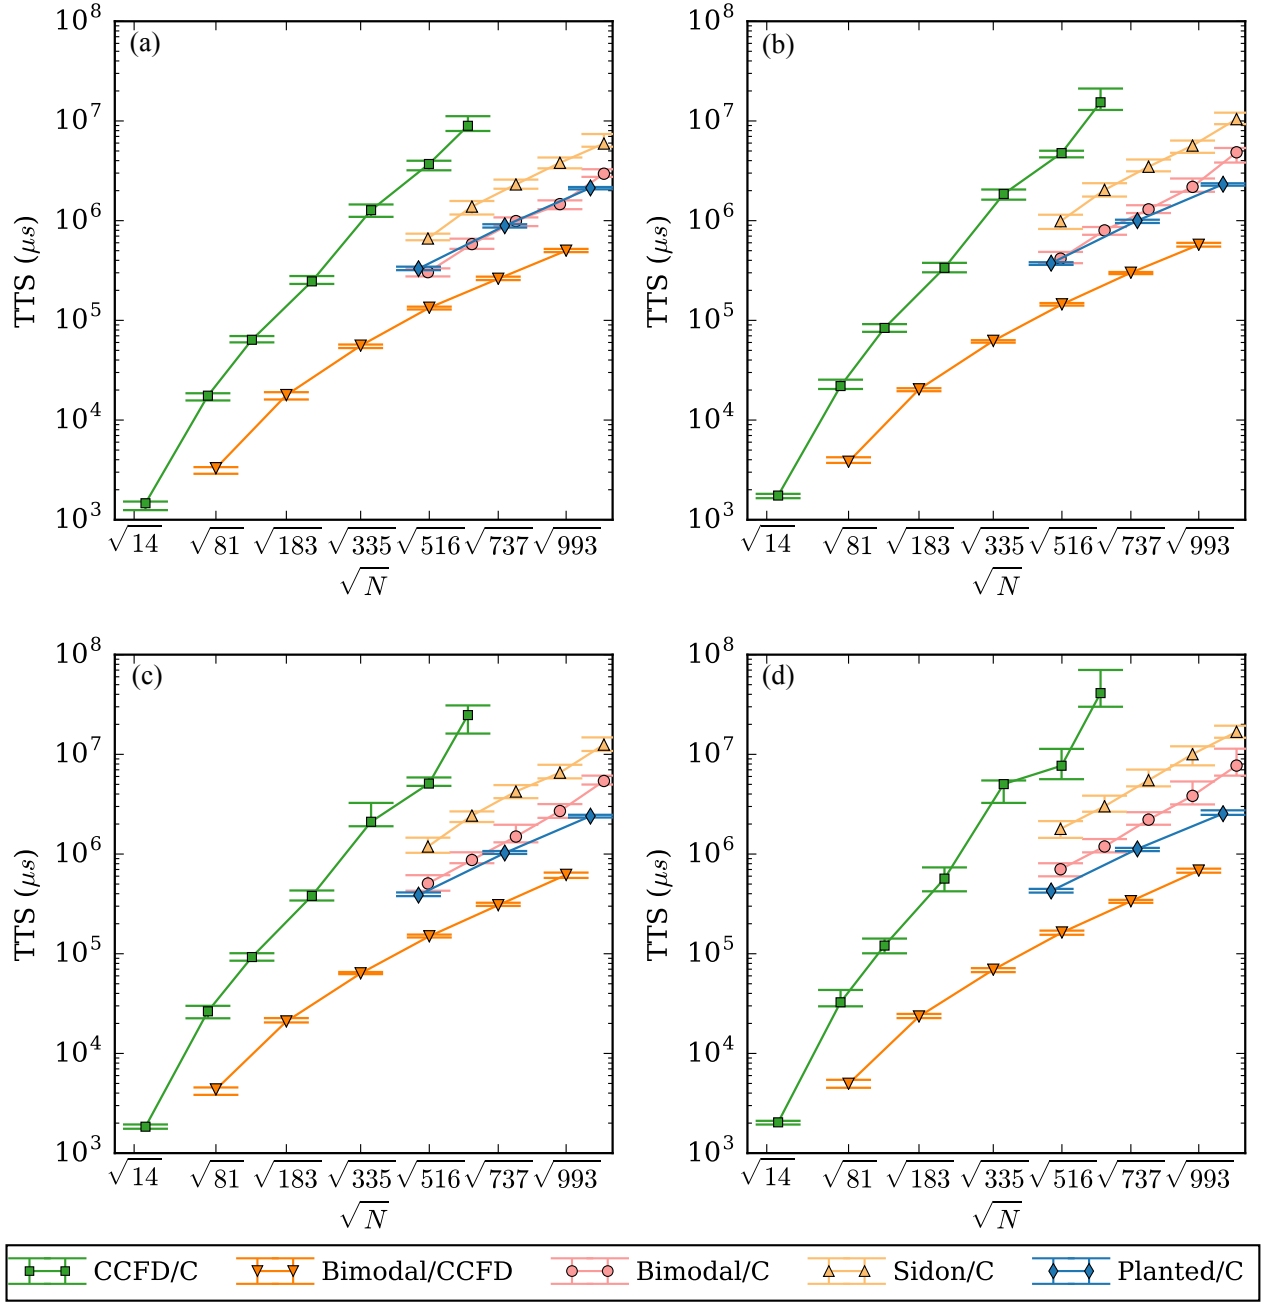 (a)
10^8
10^7
10^6
10^5
10^4
10^3
TTS (μs)
√14 √81 √183 √335 √516 √737 √993
√N
(b)
10^8
10^7
10^6
10^5
10^4
10^3
TTS (μs)
√14 √81 √183 √335 √516 √737 √993
√N
(c)
10^8
10^7
10^6
10^5
10^4
10^3
TTS (μs)
√14 √81 √183 √335 √516 √737 √993
√N
(d)
10^8
10^7
10^6
10^5
10^4
10^3
TTS (μs)
√14 √81 √183 √335 √516 √737 √993
√N
CCFD/C Bimodal/CCFD Bimodal/C Sidon/C Planted/C